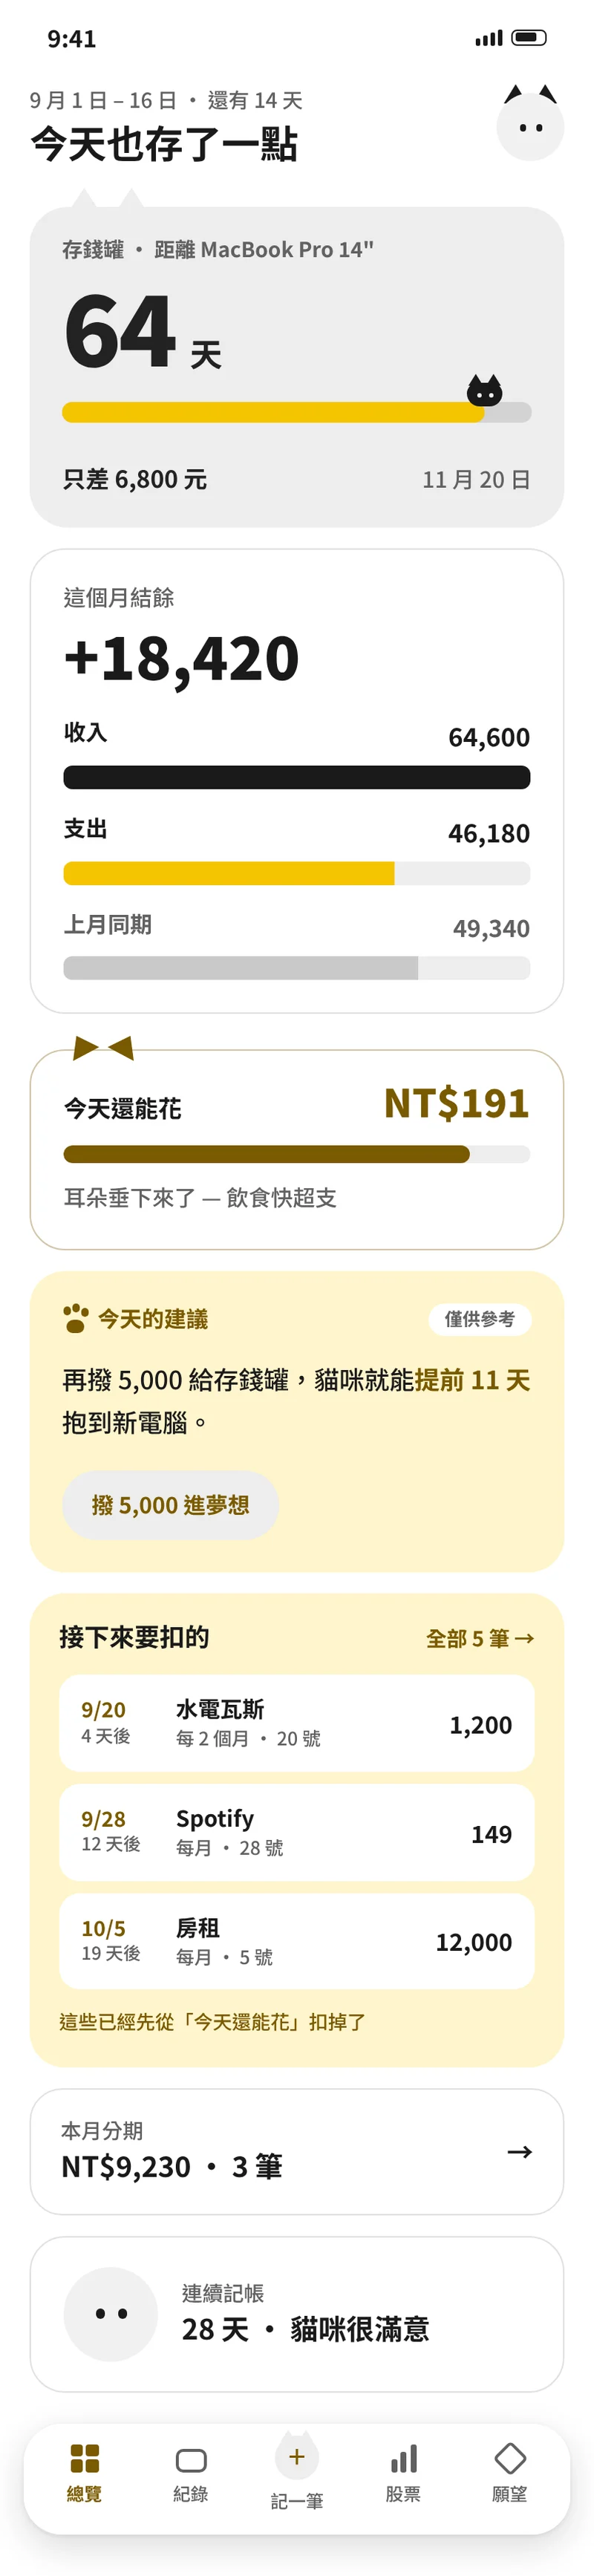 9:41
9 月 1 日 – 16 日 • 還有 14 天
今天也存了一點
存錢罐 • 距離 MacBook Pro 14"
64 天
只差 6,800 元
11 月 20 日
這個月結餘
+18,420
收入
64,600
支出
46,180
上月同期
49,340
今天還能花
NT$191
耳朵垂下來了 — 飲食快超支
今天的建議
僅供參考
再撥 5,000 給存錢罐，貓咪就能提前 11 天
抱到新電腦。
撥 5,000 進夢想
接下來要扣的
全部 5 筆 →
9/20
4 天後
水電瓦斯
每 2 個月 • 20 號
1,200
9/28
12 天後
Spotify
每月 • 28 號
149
10/5
19 天後
房租
每月 • 5 號
12,000
這些已經先從「今天還能花」扣掉了
本月分期
NT$9,230 • 3 筆
→
連續記帳
28 天 • 貓咪很滿意
總覽
紀錄
+
記一筆
股票
願望